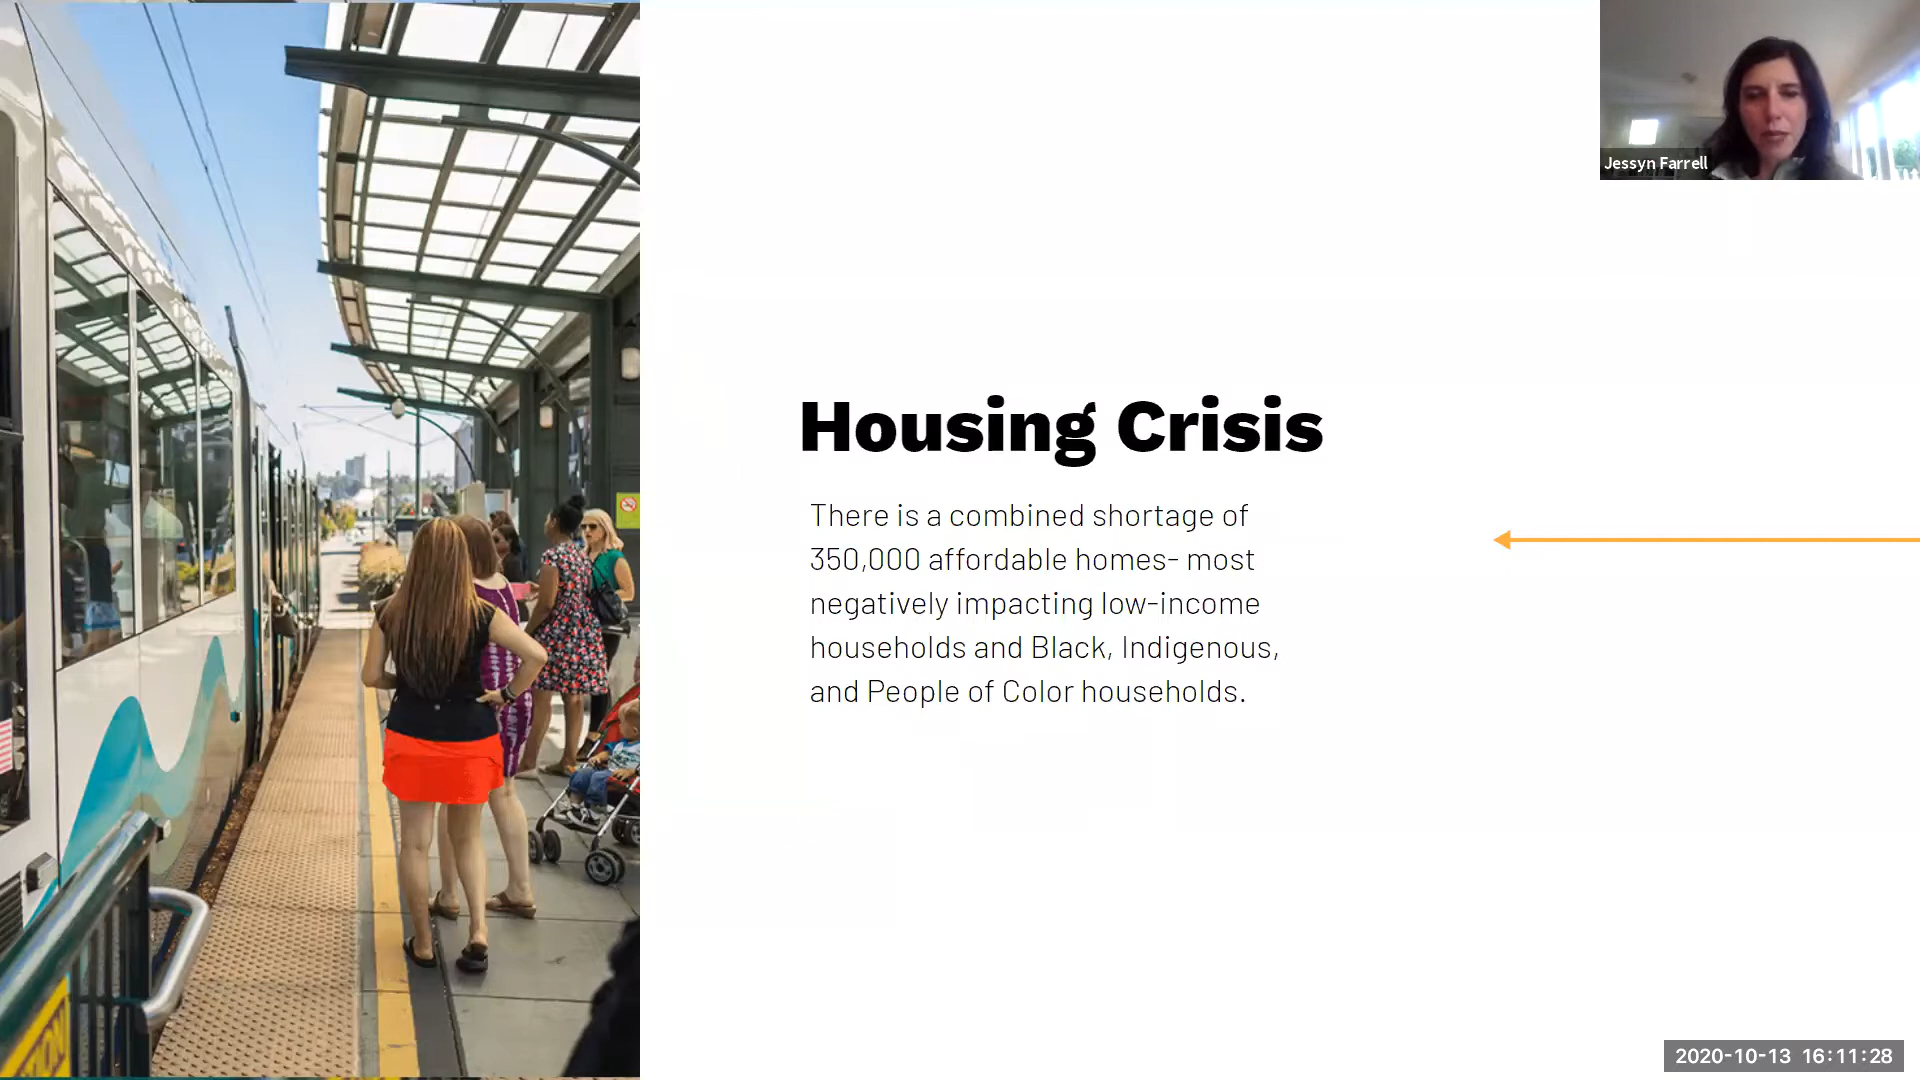 Jessyn Farrell
Housing Crisis
There is a combined shortage of
350,000 affordable homes- most
negatively impacting low-income
households and Black, Indigenous,
and People of Color households.
2020-10-13 16:11:28